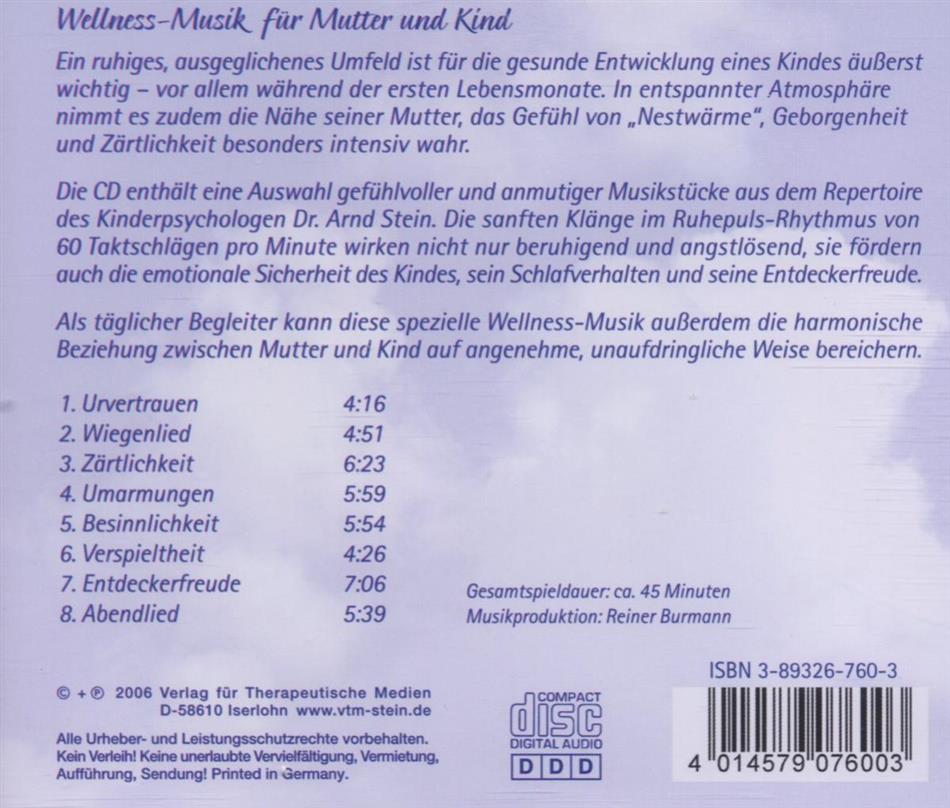 Wellness-Musik für Mutter und Kind
Ein ruhiges, ausgeglichenes Umfeld ist für die gesunde Entwicklung eines Kindes äußerst
wichtig – vor allem während der ersten Lebensmonate. In entspannter Atmosphäre
nimmt es zudem die Nähe seiner Mutter, das Gefühl von „Nestwärme“, Geborgenheit
und Zärtlichkeit besonders intensiv wahr.
Die CD enthält eine Auswahl gefühlvoller und anmutiger Musikstücke aus dem Repertoire
des Kinderpsychologen Dr. Arnd Stein. Die sanften Klänge im Ruhepuls-Rhythmus von
60 Taktschlägen pro Minute wirken nicht nur beruhigend und angstlösend, sie fördern
auch die emotionale Sicherheit des Kindes, sein Schlafverhalten und seine Entdeckerfreude.
Als täglicher Begleiter kann diese spezielle Wellness-Musik außerdem die harmonische
Beziehung zwischen Mutter und Kind auf angenehme, unaufdringliche Weise bereichern.
1. Urvertrauen 4:16
2. Wiegenlied 4:51
3. Zärtlichkeit 6:23
4. Umarmungen 5:59
5. Besinnlichkeit 5:54
6. Verspieltheit 4:26
7. Entdeckerfreude 7:06
8. Abendlied 5:39
Gesamtspieldauer: ca. 45 Minuten
Musikproduktion: Reiner Burmann
© + ℗ 2006 Verlag für Therapeutische Medien
D-58610 Iserlohn www.vtm-stein.de
Alle Urheber- und Leistungsschutzrechte vorbehalten.
Kein Verleih! Keine unerlaubte Vervielfältigung, Vermietung,
Aufführung, Sendung! Printed in Germany.
COMPACT
disc
DIGITAL AUDIO
D D D
ISBN 3-89326-760-3
4 014579 076003